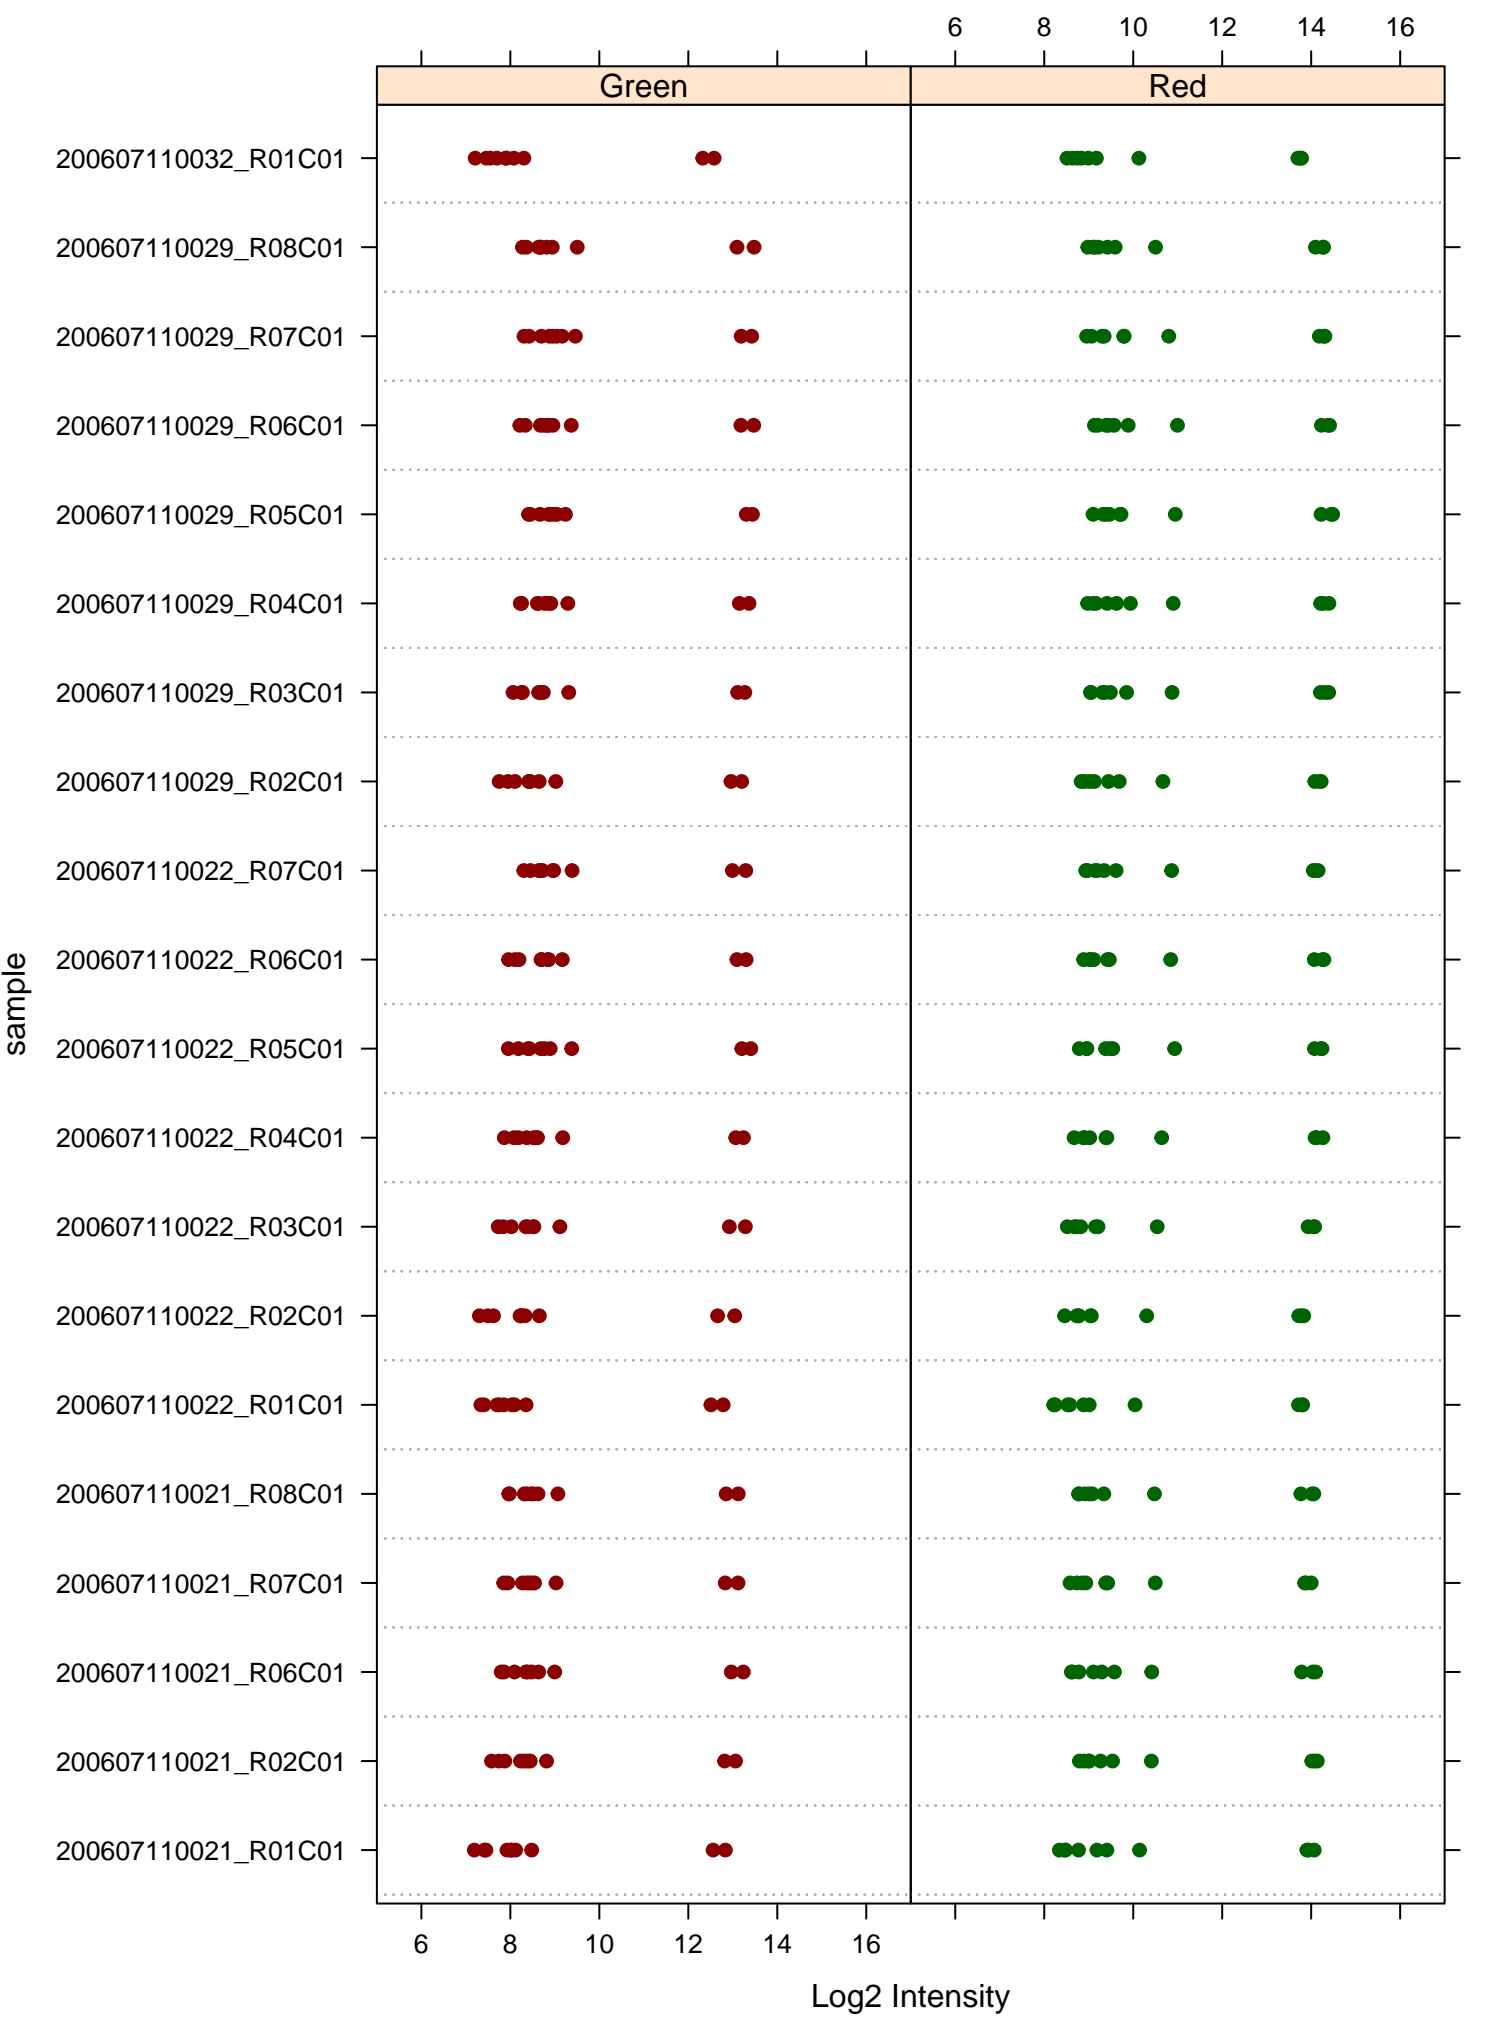 6 8 10 12 14 16
Green Red
200607110032_R01C01
200607110029_R08C01
200607110029_R07C01
200607110029_R06C01
200607110029_R05C01
200607110029_R04C01
200607110029_R03C01
200607110029_R02C01
200607110022_R07C01
200607110022_R06C01
200607110022_R05C01
200607110022_R04C01
200607110022_R03C01
200607110022_R02C01
200607110022_R01C01
200607110021_R08C01
200607110021_R07C01
200607110021_R06C01
200607110021_R02C01
200607110021_R01C01
sample
6 8 10 12 14 16
Log2 Intensity